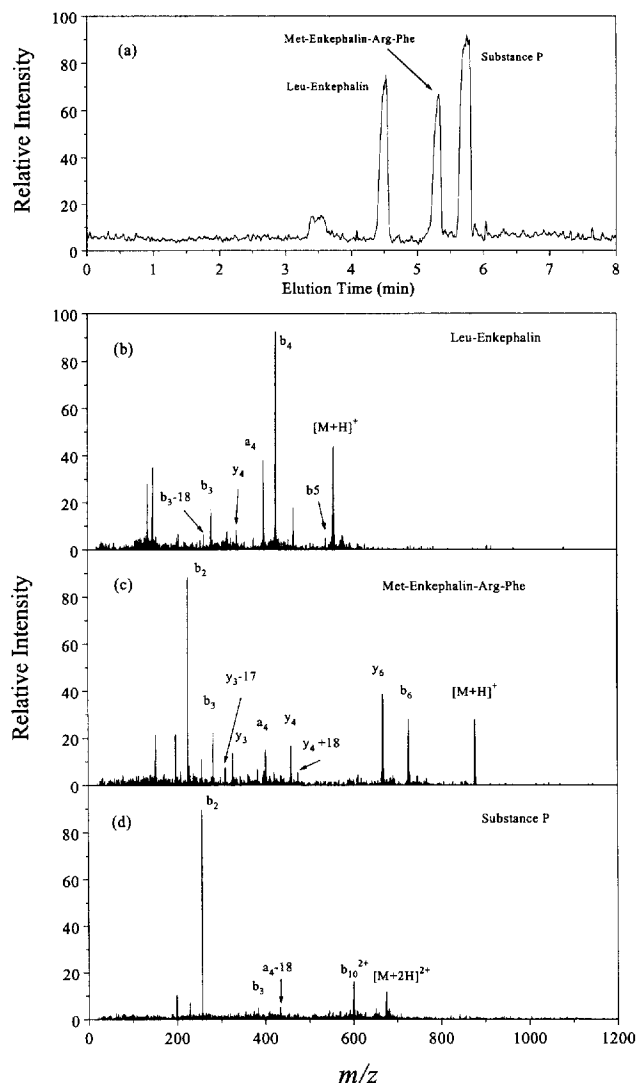 (a)
Met-Enkephalin-Arg-Phe
Substance P
Leu-Enkephalin
Relative Intensity
100
80
60
40
20
0
0 1 2 3 4 5 6 7 8
Elution Time (min)
100
80
60
40
20
0
(b)
b4
Leu-Enkephalin
[M+H]+
a4
y4
b3
b3-18
b5
Relative Intensity
80
60
40
20
0
(c)
b2
Met-Enkephalin-Arg-Phe
y3-17
b3
y3
a4
y4
y4+18
y6
b6
[M+H]+
80
60
40
20
0
(d)
b2
Substance P
a4-18
b3
b10 2+
[M+2H]2+
0 200 400 600 800 1000 1200
m/z